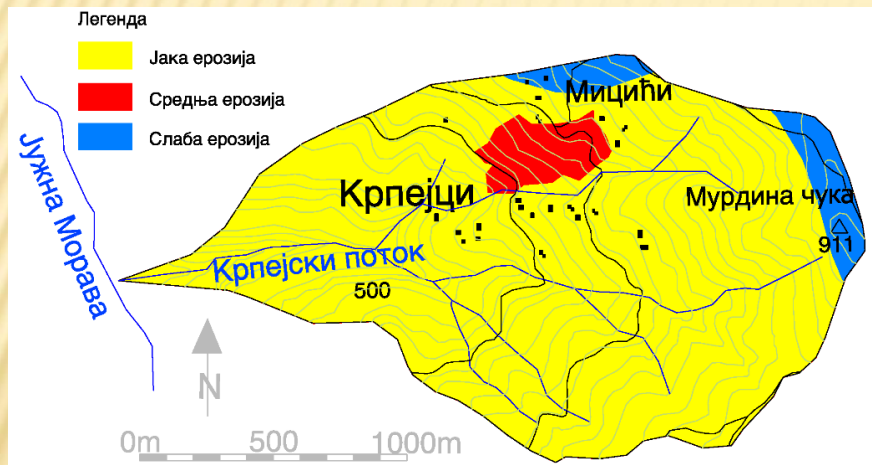 Легенда
Јака ерозија
Средња ерозија
Слаба ерозија
Мицићи
Јужна Морава
Крпејци
Мурдина чука
911
Крпејски поток
500
N
0m 500 1000m